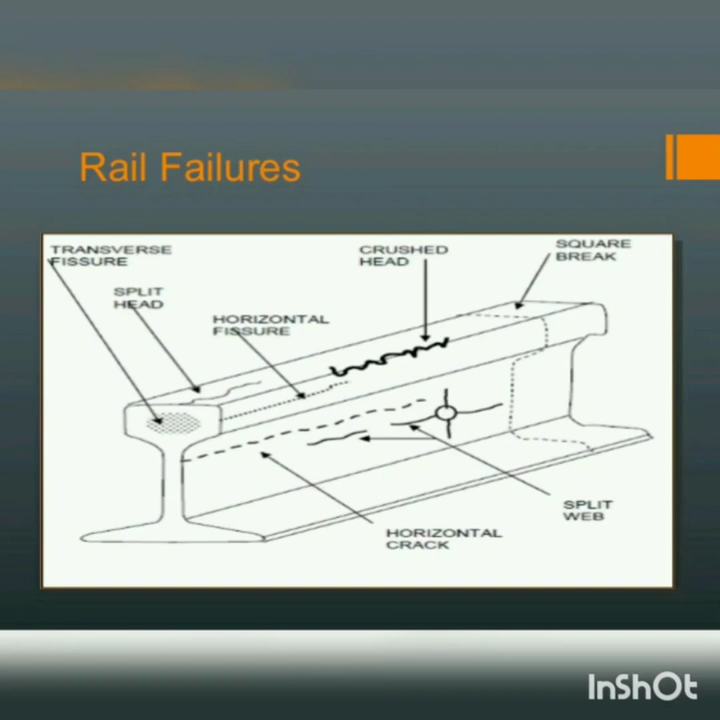 Rail Failures
TRANSVERSE
FISSURE
SPLIT
HEAD
HORIZONTAL
FISSURE
CRUSHED
HEAD
SQUARE
BREAK
SPLIT
WEB
HORIZONTAL
CRACK
InShOt